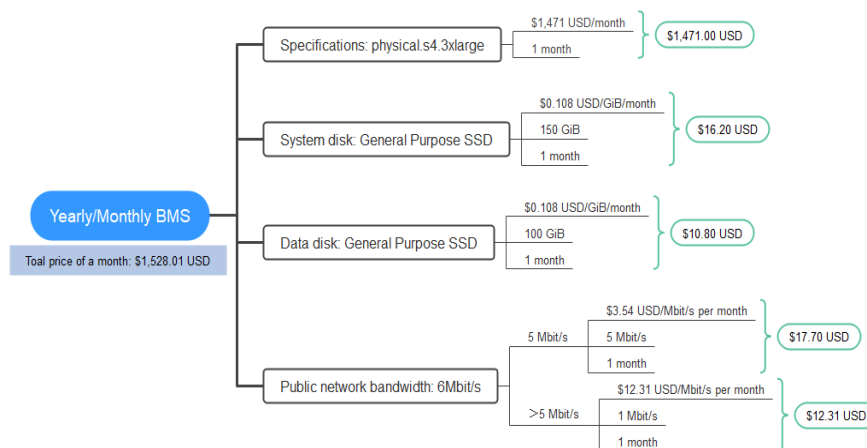 Yearly/Monthly BMS
Toal price of a month: $1,528.01 USD
Specifications: physical.s4.3xlarge
$1,471 USD/month
1 month
$1,471.00 USD
System disk: General Purpose SSD
$0.108 USD/GiB/month
150 GiB
1 month
$16.20 USD
Data disk: General Purpose SSD
$0.108 USD/GiB/month
100 GiB
1 month
$10.80 USD
Public network bandwidth: 6Mbit/s
5 Mbit/s
$3.54 USD/Mbit/s per month
5 Mbit/s
1 month
$17.70 USD
>5 Mbit/s
$12.31 USD/Mbit/s per month
1 Mbit/s
1 month
$12.31 USD